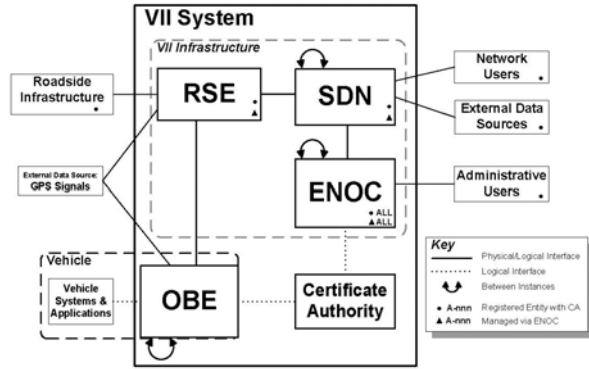 VII System
VII Infrastructure
Roadside
Infrastructure
RSE
SDN
Network
Users
External Data
Sources
External Data Source:
GPS Signals
ENOC
● ALL
▲ ALL
Administrative
Users
Vehicle
Vehicle
Systems &
Applications
OBE
Certificate
Authority
Key
Physical/Logical Interface
Logical Interface
Between Instances
● A-nnn Registered Entity with CA
▲ A-nnn Managed via ENOC